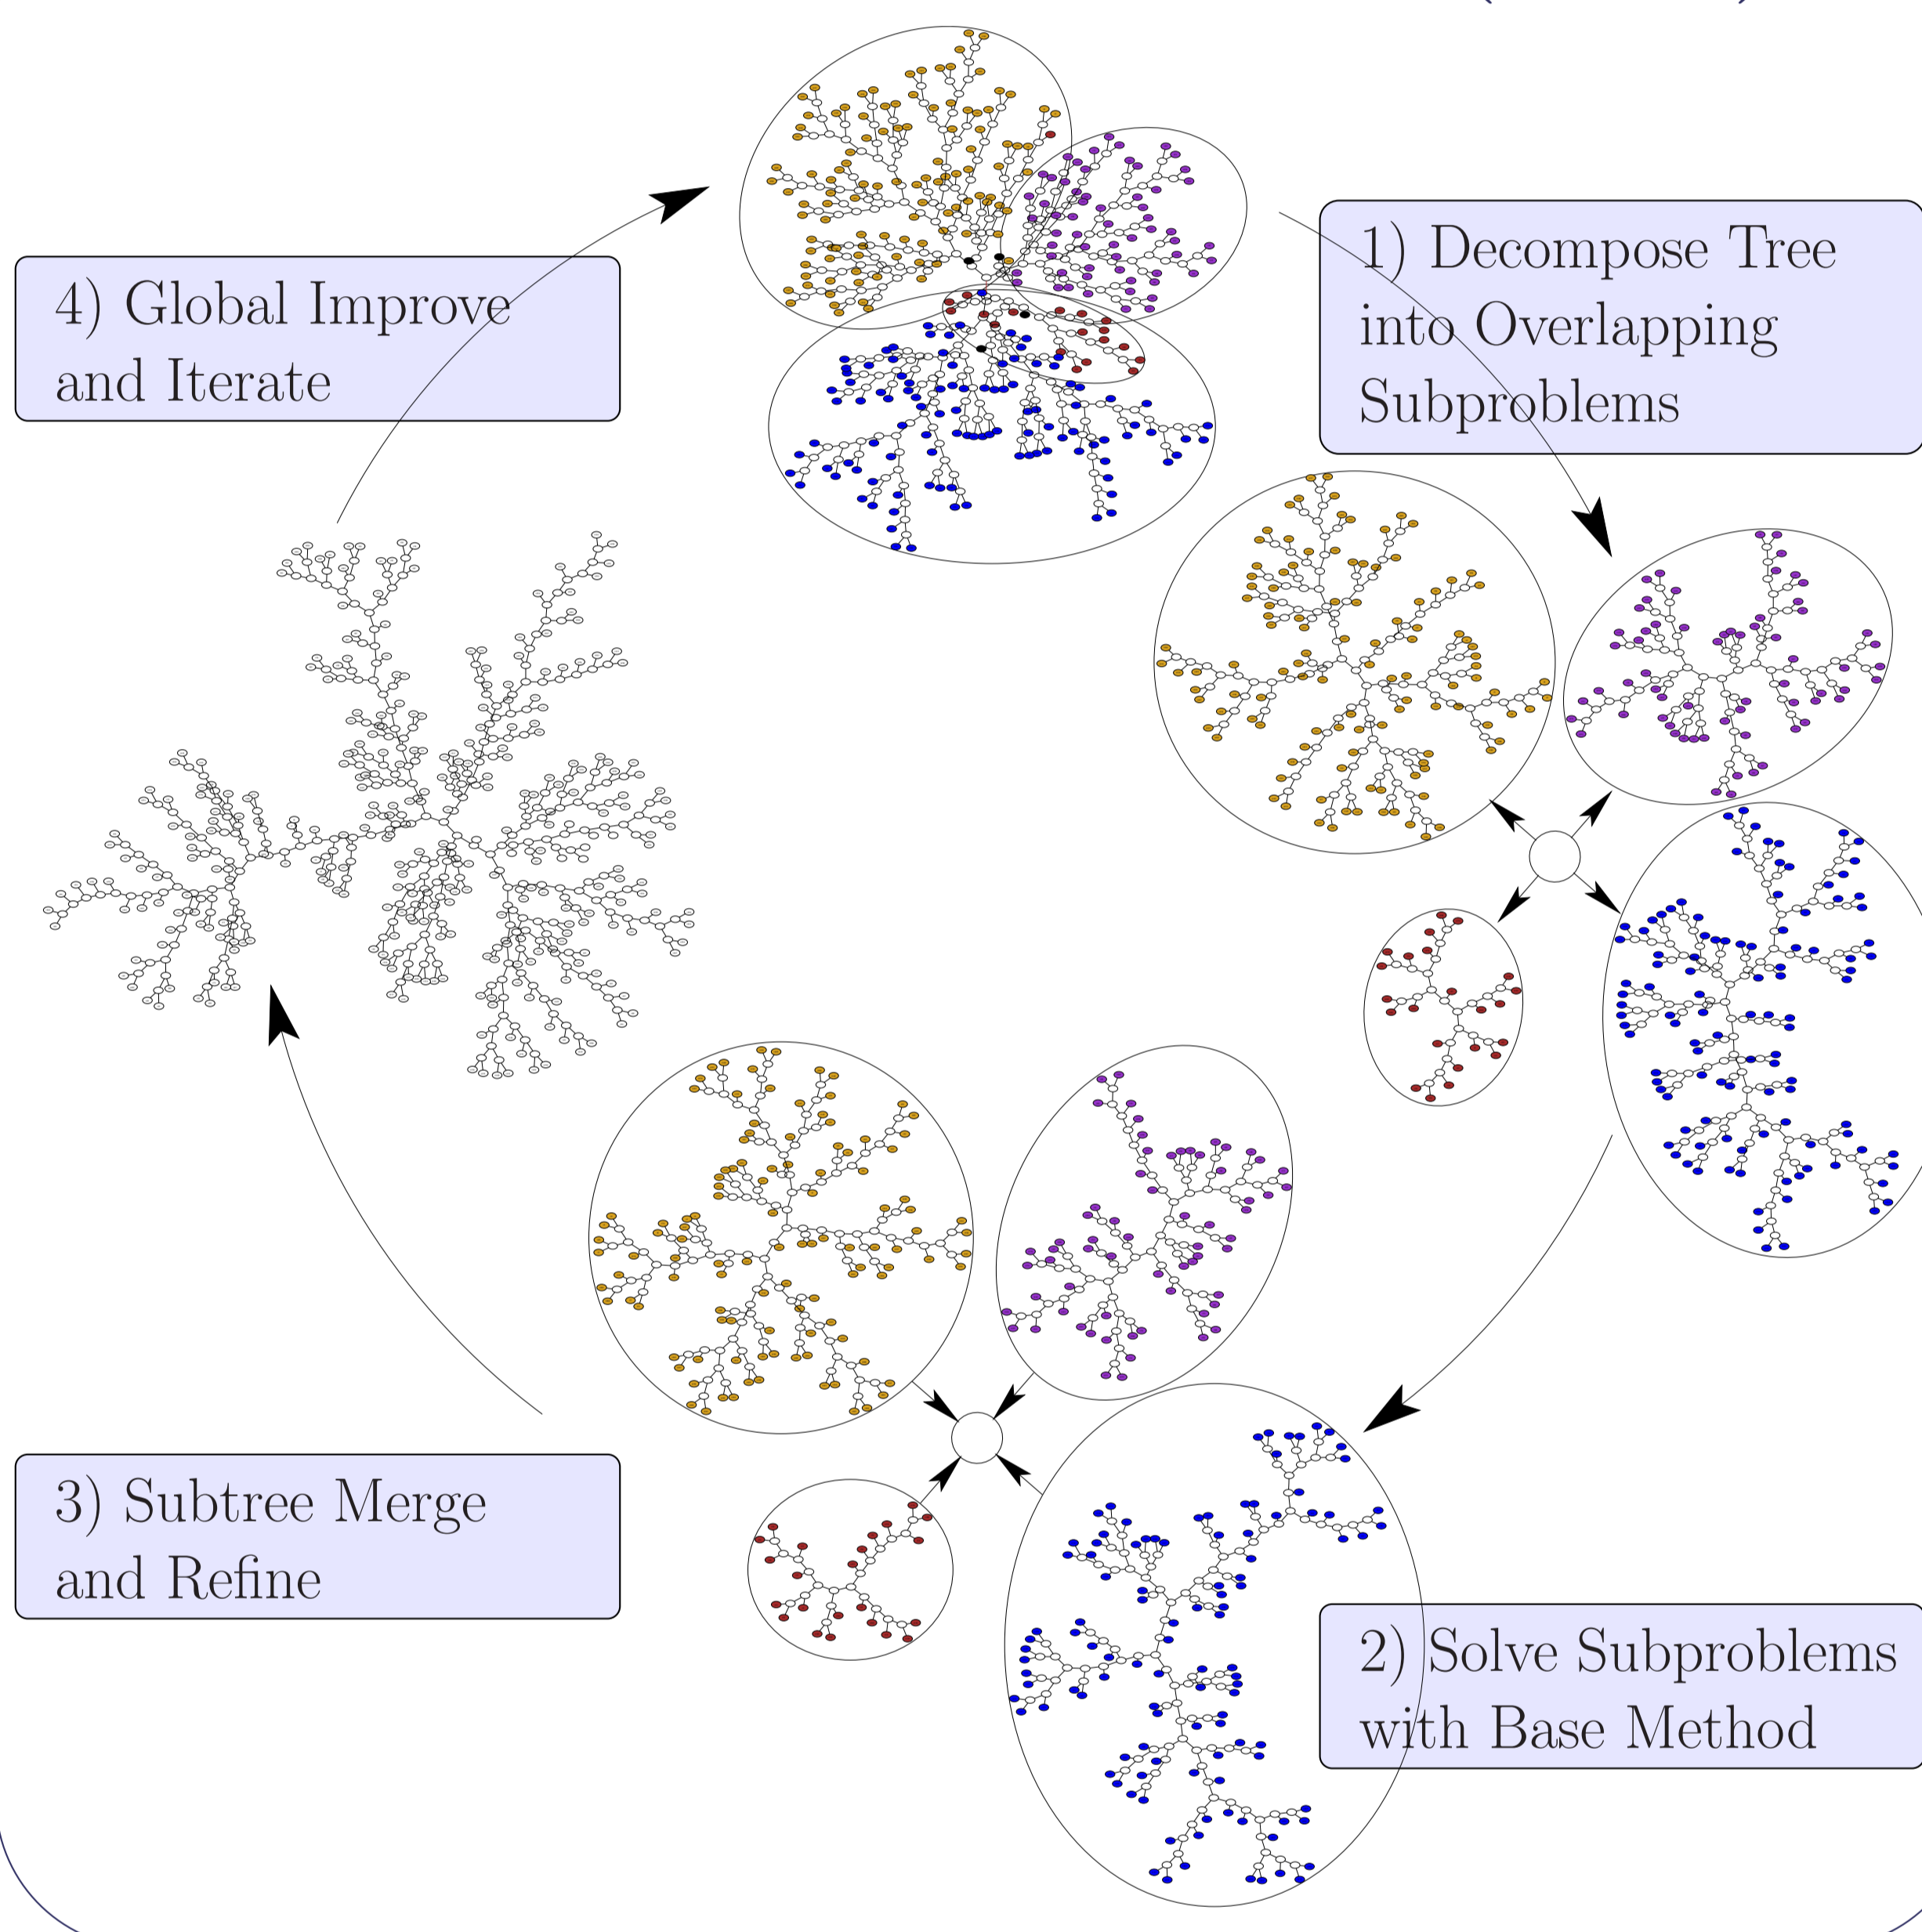 1) Decompose Tree
into Overlapping
Subproblems
2) Solve Subproblems
with Base Method
3) Subtree Merge
and Refine
4) Global Improve
and Iterate